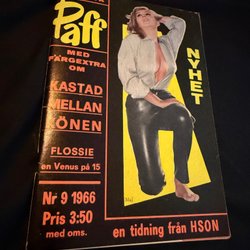 Paff
MED
FÄRGEXTRA
OM
KASTAD
MELLAN
KÖNEN
FLOSSIE
en Venus på 15
NYHET
Nr 9 1966
Pris 3:50
med oms.
en tidning från HSON